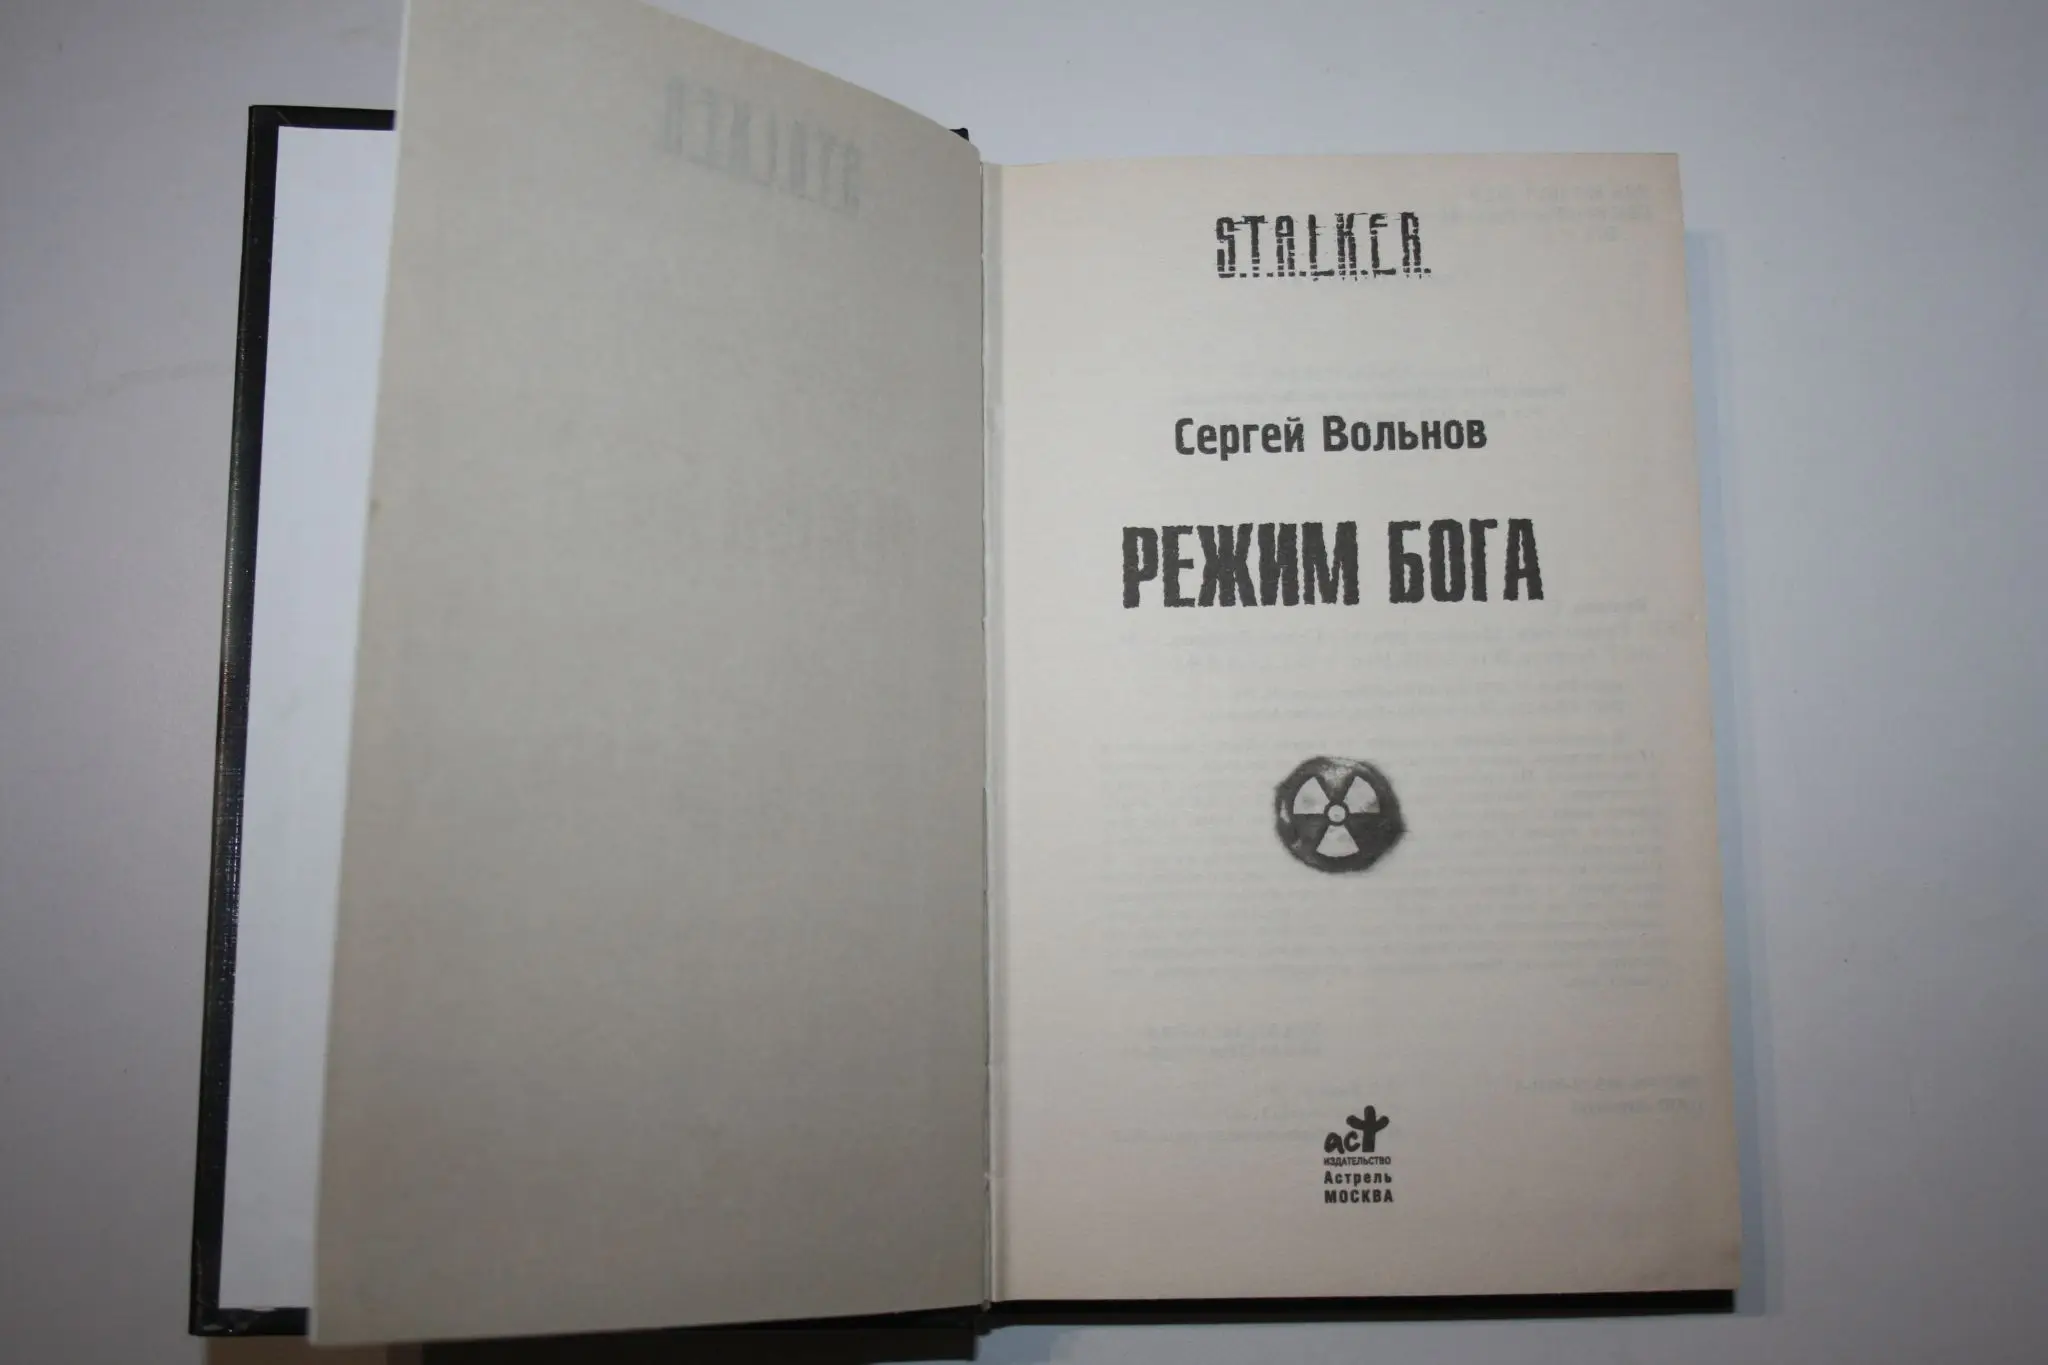 S.T.A.L.K.E.R.
Сергей Вольнов
РЕЖИМ БОГА
аст
ИЗДАТЕЛЬСТВО
Астрель
МОСКВА